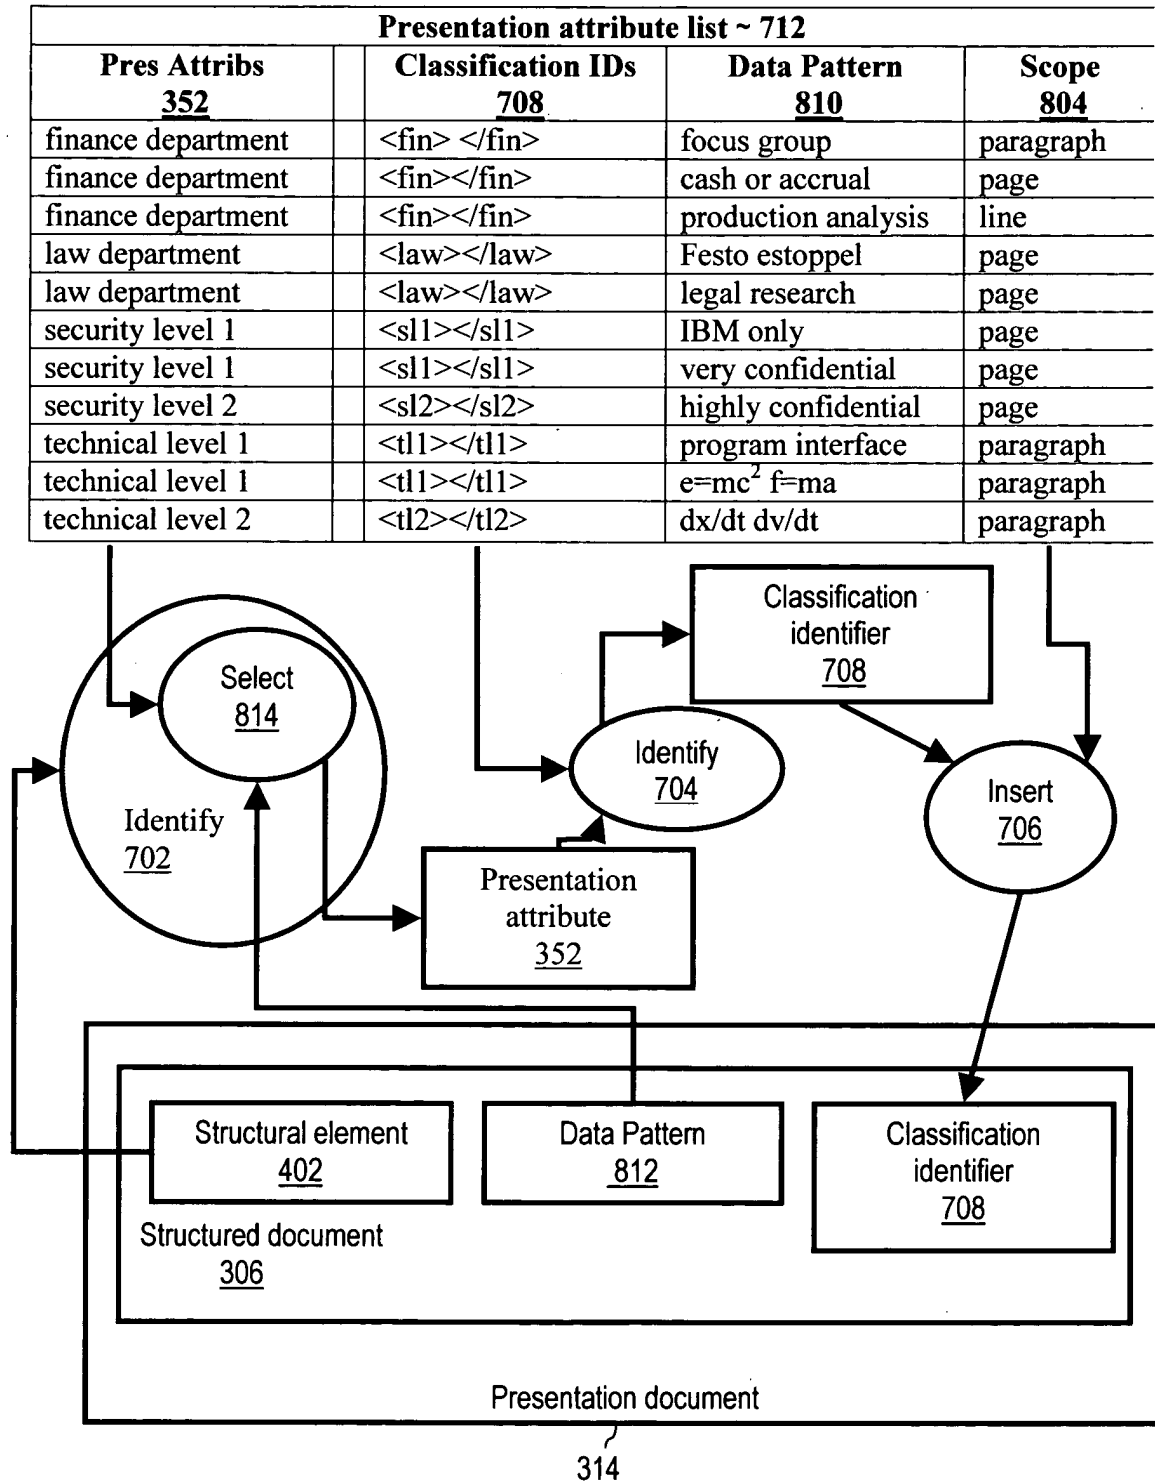 Presentation attribute list ~ 712
Pres Attribs Classification IDs Data Pattern Scope
352 708 810 804
finance department <fin> </fin> focus group paragraph
finance department <fin></fin> cash or accrual page
finance department <fin></fin> production analysis line
law department <law></law> Festo estoppel page
law department <law></law> legal research page
security level 1 <sl1></sl1> IBM only page
security level 1 <sl1></sl1> very confidential page
security level 2 <sl2></sl2> highly confidential page
technical level 1 <tl1></tl1> program interface paragraph
technical level 1 <tl1></tl1> e=mc² f=ma paragraph
technical level 2 <tl2></tl2> dx/dt dv/dt paragraph
Classification
identifier
708
Select
814
Identify
704
Insert
706
Identify
702
Presentation
attribute
352
Structural element
402
Data Pattern
812
Classification
identifier
708
Structured document
306
Presentation document
314